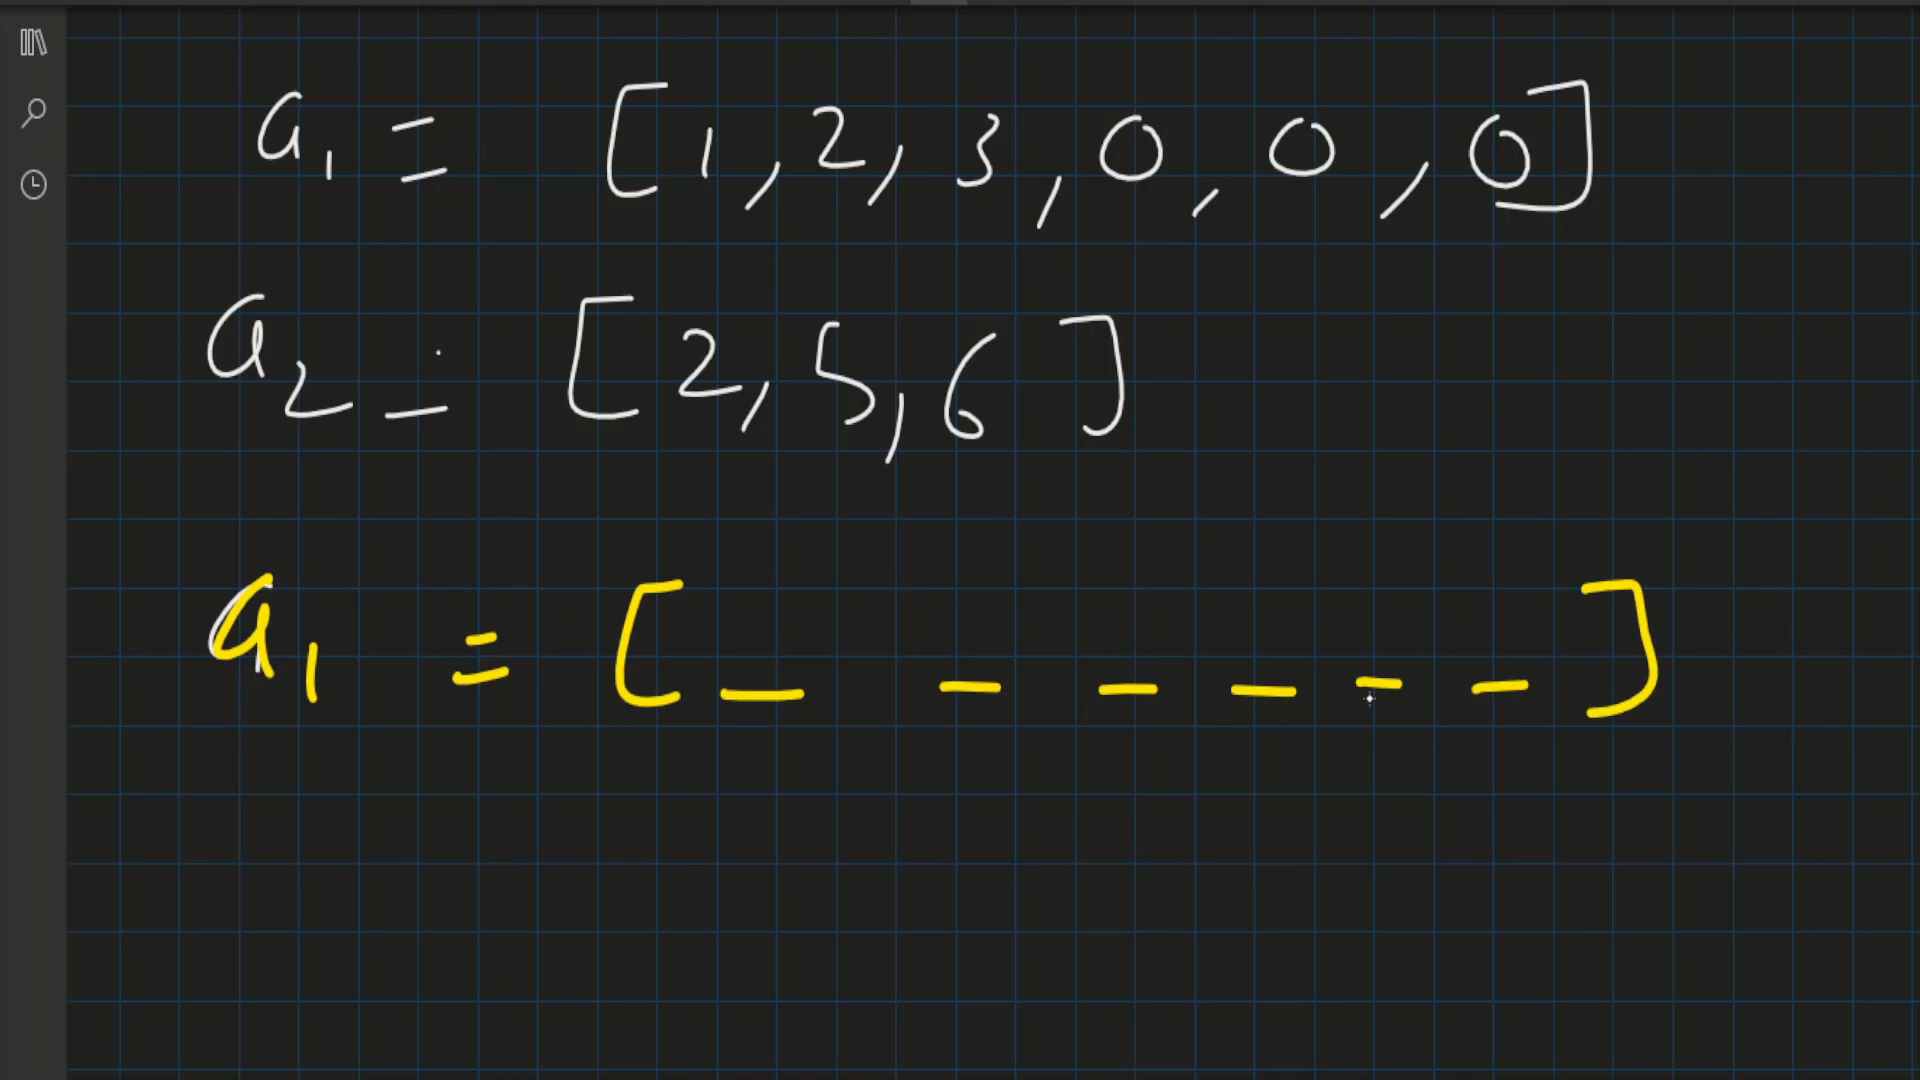 a₁ = [1, 2, 3, 0, 0, 0]
a₂ = [2, 5, 6]
a₁ = [_ _ _ _ _ _]